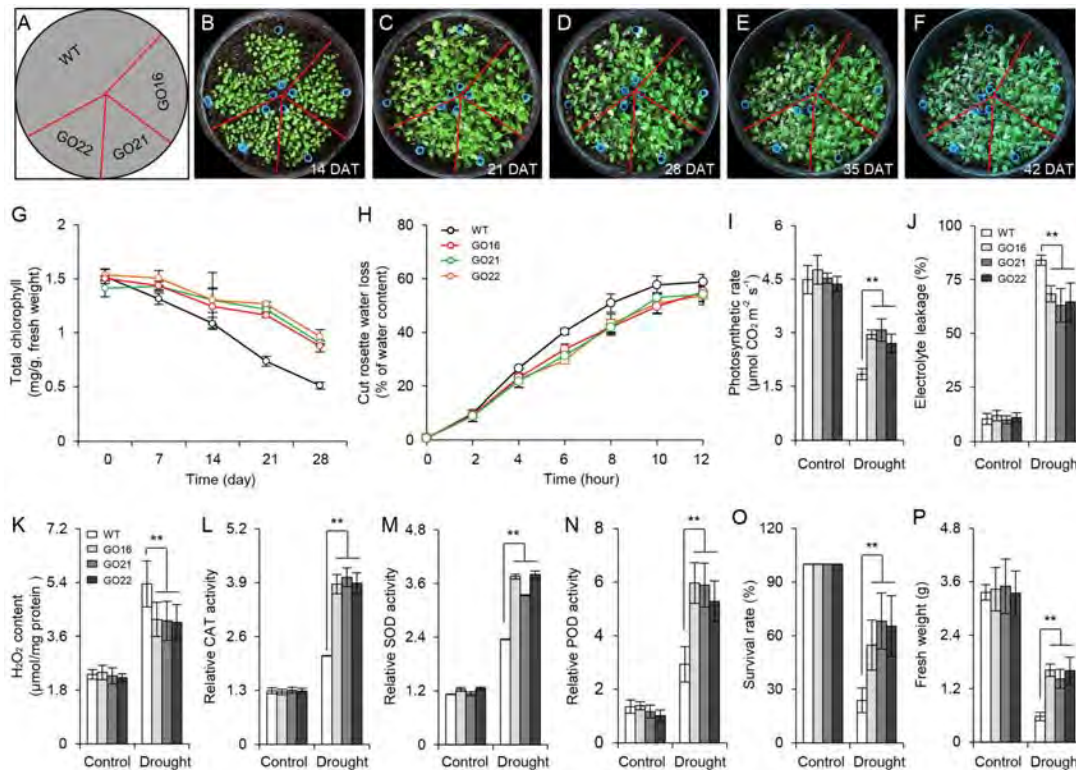 A
WT
GO16
GO22
GO21
B
14 DAT
C
21 DAT
D
28 DAT
E
35 DAT
F
42 DAT
G
Total chlorophyll
(mg/g, fresh weight)
2
1.5
1
0.5
0
0 7 14 21 28
Time (day)
H
Cut rosette water loss
(% of water content)
80
60
40
20
0
WT
GO16
GO21
GO22
0 2 4 6 8 10 12
Time (hour)
I
Photosynthetic rate
(µmol CO₂ m⁻² s⁻¹)
6
4.5
3
1.5
0
**
Control Drought
J
Electrolyte leakage (%)
100
75
50
25
0
WT
GO16
GO21
GO22
**
Control Drought
K
H₂O₂ content
(µmol/mg protein )
7.2
5.4
3.6
1.8
0
WT
GO16
GO21
GO22
**
Control Drought
L
Relative CAT activity
5.2
3.9
2.6
1.3
0
**
Control Drought
M
Relative SOD activity
4.8
3.6
2.4
1.2
0
**
Control Drought
N
Relative POD activity
8
6
4
2
0
**
Control Drought
O
Survival rate (%)
120
90
60
30
0
**
Control Drought
P
Fresh weight (g)
4.8
3.6
2.4
1.2
0
**
Control Drought